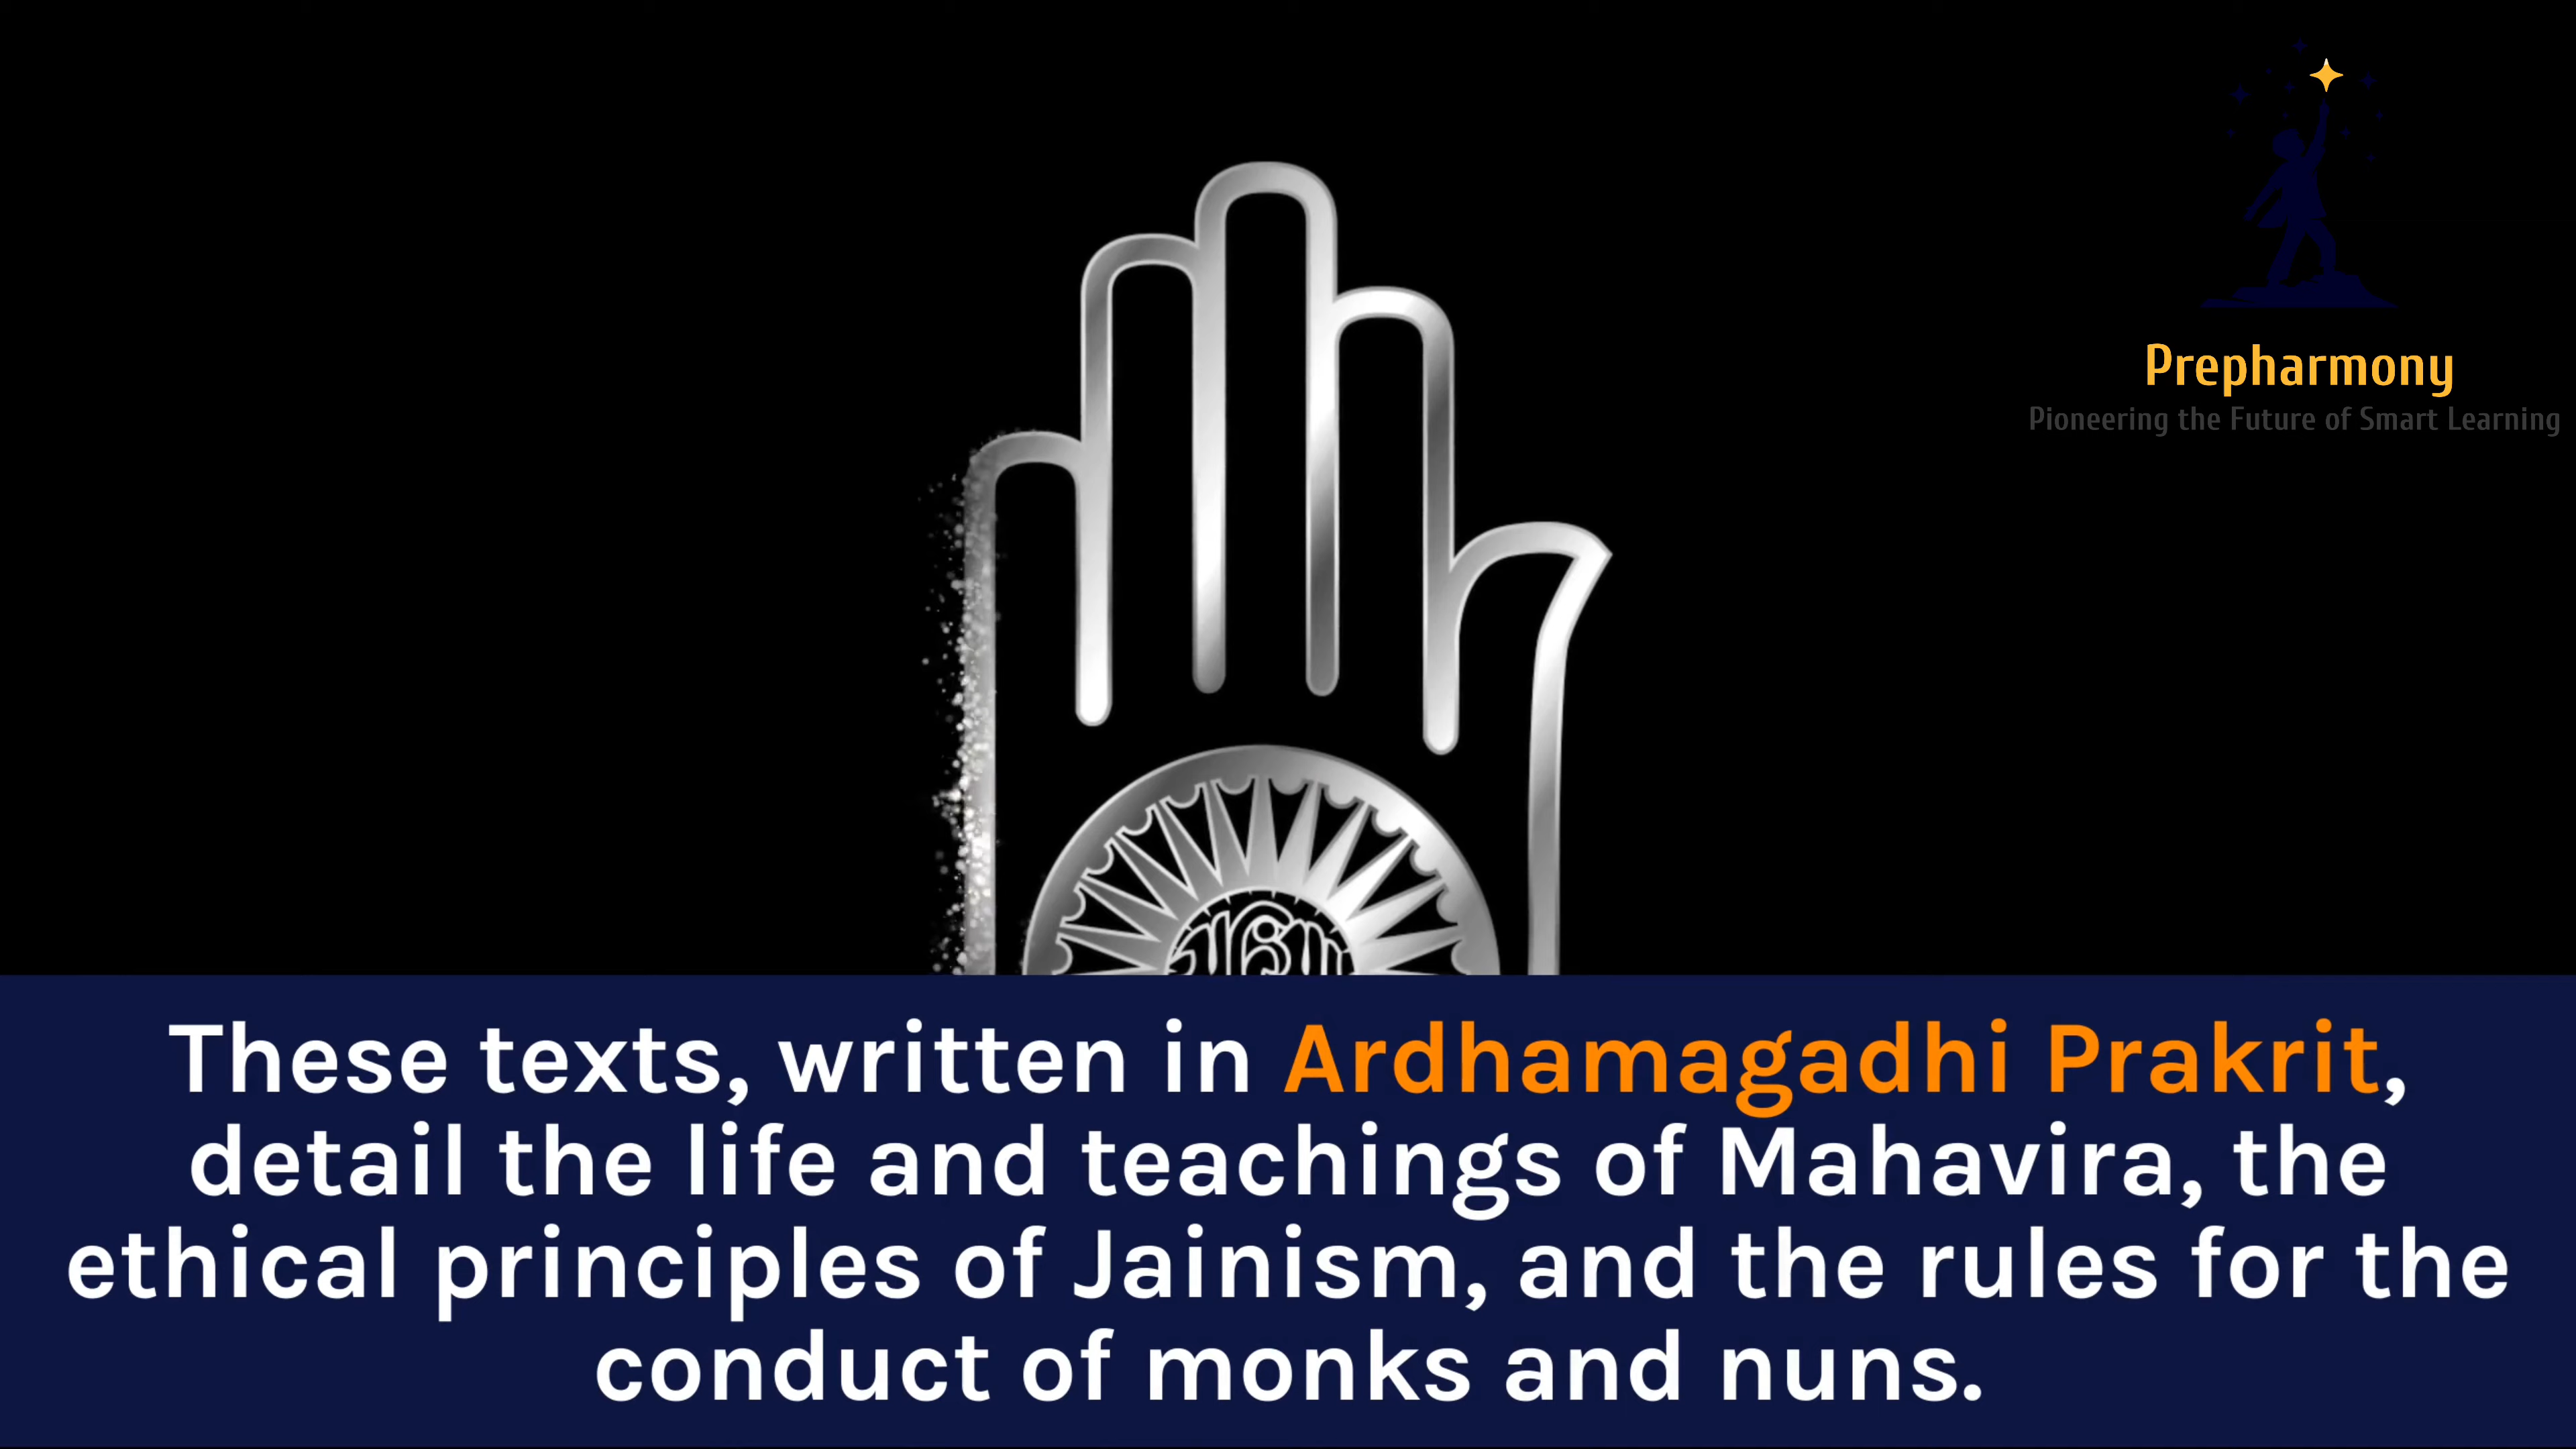 Prepharmony
Pioneering the Future of Smart Learning
These texts, written in Ardhamagadhi Prakrit,
detail the life and teachings of Mahavira, the
ethical principles of Jainism, and the rules for the
conduct of monks and nuns.